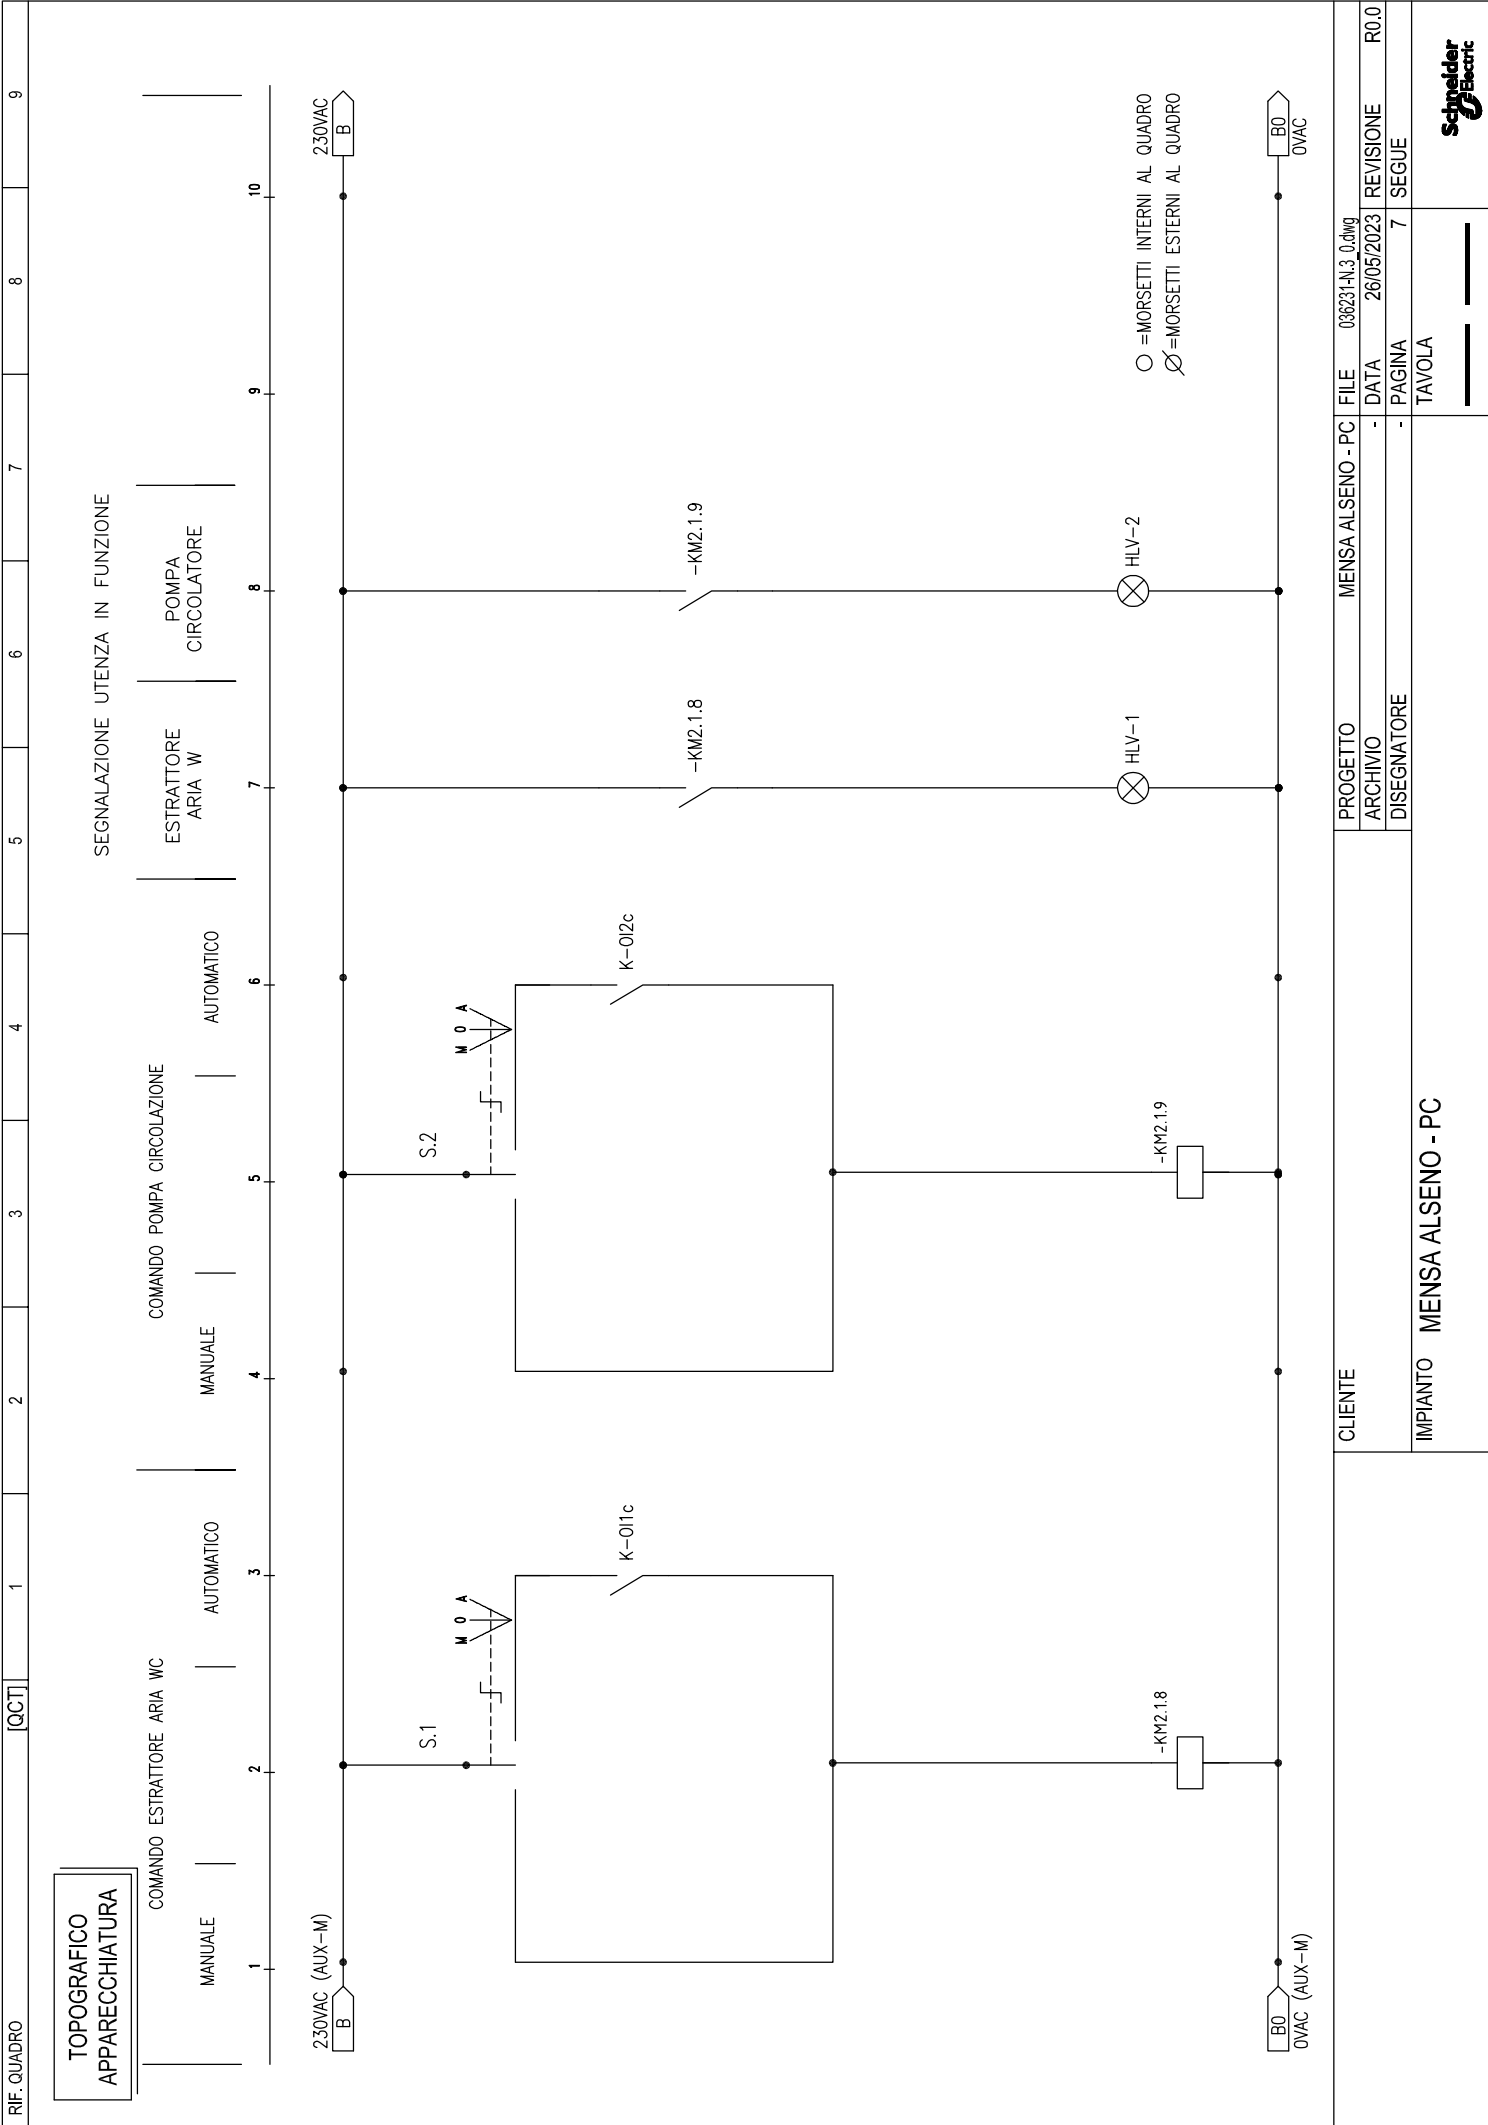 RIF. QUADRO
[QCT]
1 2 3 4 5 6 7 8 9
TOPOGRAFICO
APPARECCHIATURA
SEGNALAZIONE UTENZA IN FUNZIONE
COMANDO ESTRATTORE ARIA WC
COMANDO POMPA CIRCOLAZIONE
ESTRATTORE
ARIA W
POMPA
CIRCOLATORE
MANUALE
AUTOMATICO
MANUALE
AUTOMATICO
1 2 3 4 5 6 7 8 9 10
230VAC (AUX-M)
B
230VAC
B
S.1
M 0 A
S.2
M 0 A
K-OI1c
K-OI2c
-KM2.1.8
-KM2.1.9
HLV-1
HLV-2
-KM2.1.8
-KM2.1.9
=MORSETTI INTERNI AL QUADRO
=MORSETTI ESTERNI AL QUADRO
B0
0VAC (AUX-M)
B0
0VAC
CLIENTE
PROGETTO MENSA ALSENO - PC
ARCHIVIO -
DISEGNATORE -
FILE 036231-N.3_0.dwg
DATA 26/05/2023
REVISIONE R0.0
PAGINA 7
SEGUE
IMPIANTO MENSA ALSENO - PC
TAVOLA
Schneider
Electric